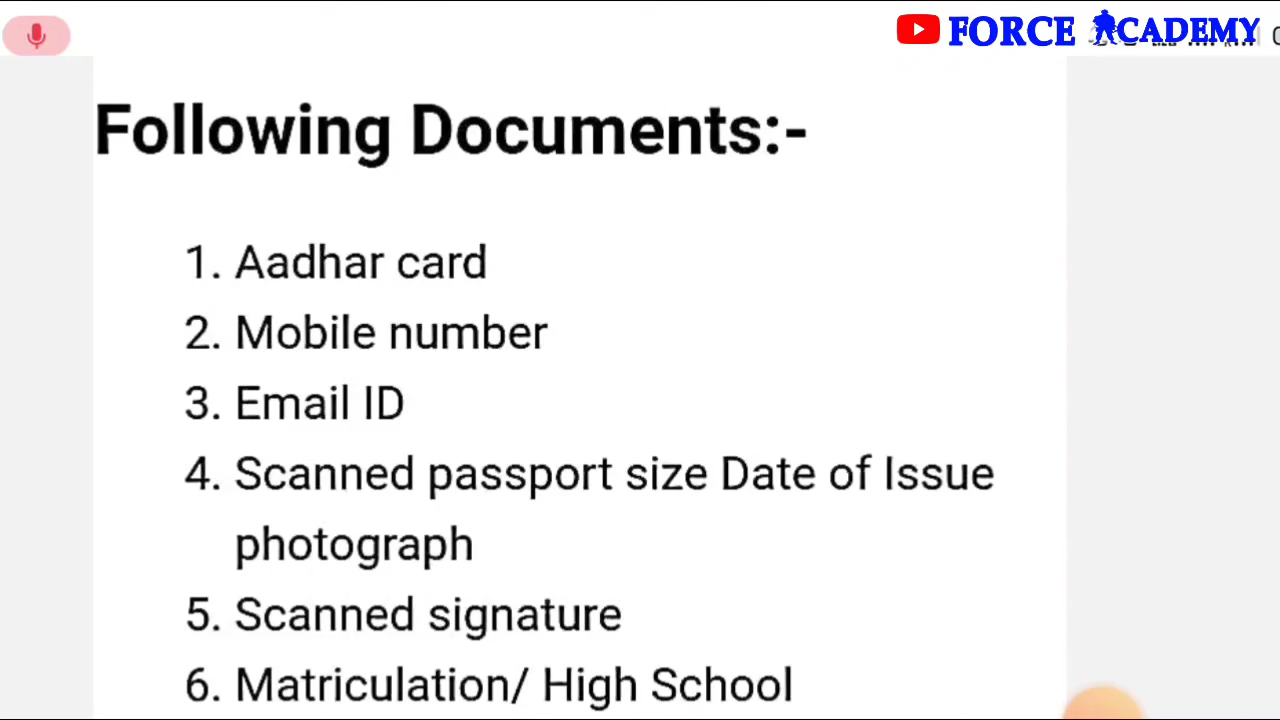 FORCE ACADEMY
Following Documents:-
1. Aadhar card
2. Mobile number
3. Email ID
4. Scanned passport size Date of Issue
photograph
5. Scanned signature
6. Matriculation/ High School